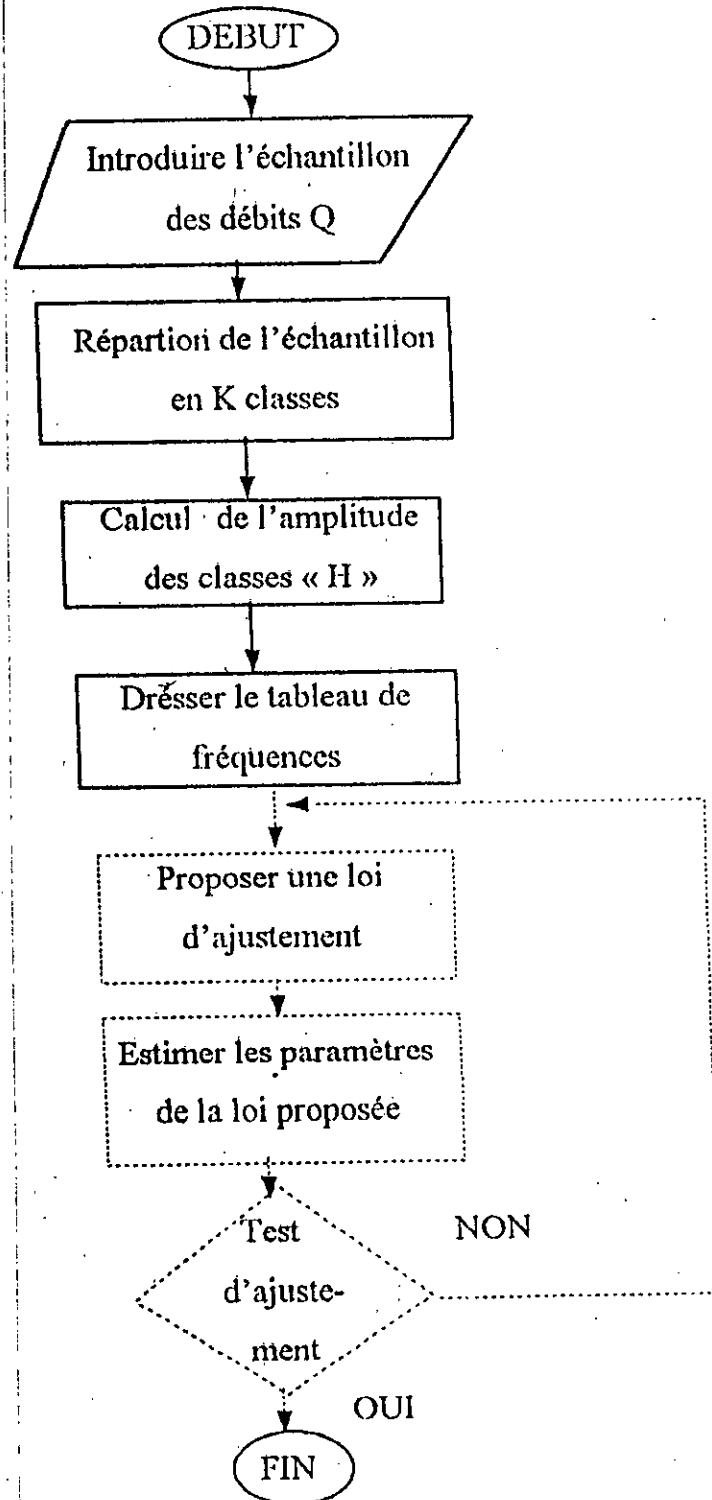 DEBUT
Introduire l'échantillon
des débits Q
Répartion de l'échantillon
en K classes
Calcul de l'amplitude
des classes « H »
Dresser le tableau de
fréquences
Proposer une loi
d'ajustement
Estimer les paramètres
de la loi proposée
Test
d'ajuste-
ment
NON
OUI
FIN